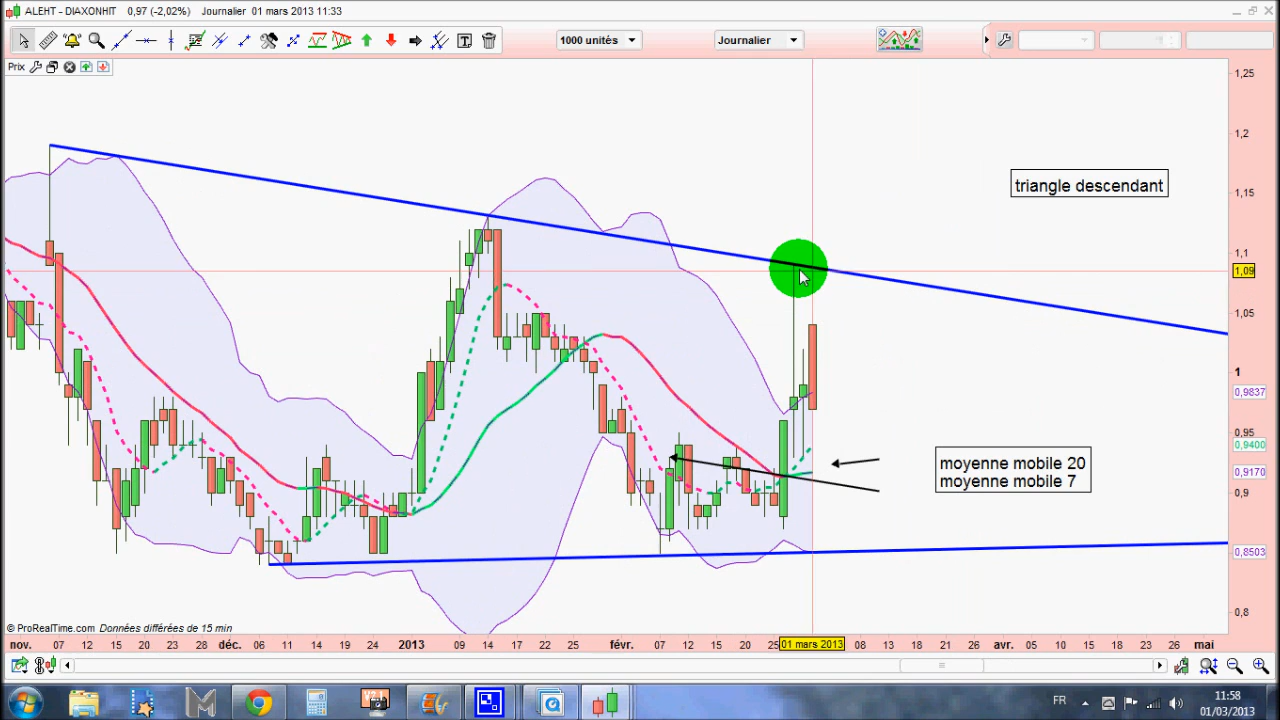 ALEHT - DIAXONHIT 0,97 (-2,02%) Journalier 01 mars 2013 11:33
1000 unités
Journalier
Prix
1,25
1,2
triangle descendant
1,15
1,1
1,09
1,05
1
0,9837
0,95
0,9400
moyenne mobile 20
moyenne mobile 7
0,9170
0,9
0,8503
0,8
© ProRealTime.com Données différées de 15 min
nov. 07 12 15 20 23 28 déc. 06 11 14 19 24 2013 09 14 17 22 25 févr. 07 12 15 20 25 01 mars 2013 08 13 18 21 26 avr. 05 10 15 18 23 26 mai
FR
11:58
01/03/2013